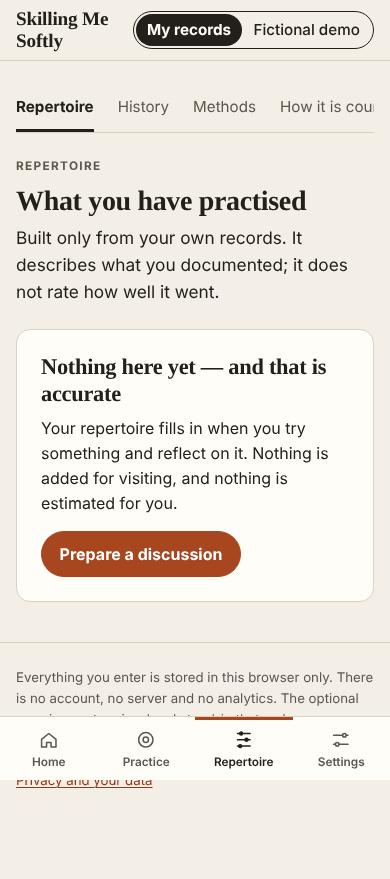 Skilling Me
Softly
My records
Fictional demo
Repertoire
History
Methods
How it is cou
REPERTOIRE
What you have practised
Built only from your own records. It
describes what you documented; it does
not rate how well it went.
Nothing here yet — and that is
accurate
Your repertoire fills in when you try
something and reflect on it. Nothing is
added for visiting, and nothing is
estimated for you.
Prepare a discussion
Everything you enter is stored in this browser only. There
is no account, no server and no analytics. The optional
Home
Practice
Repertoire
Settings
Privacy and your data